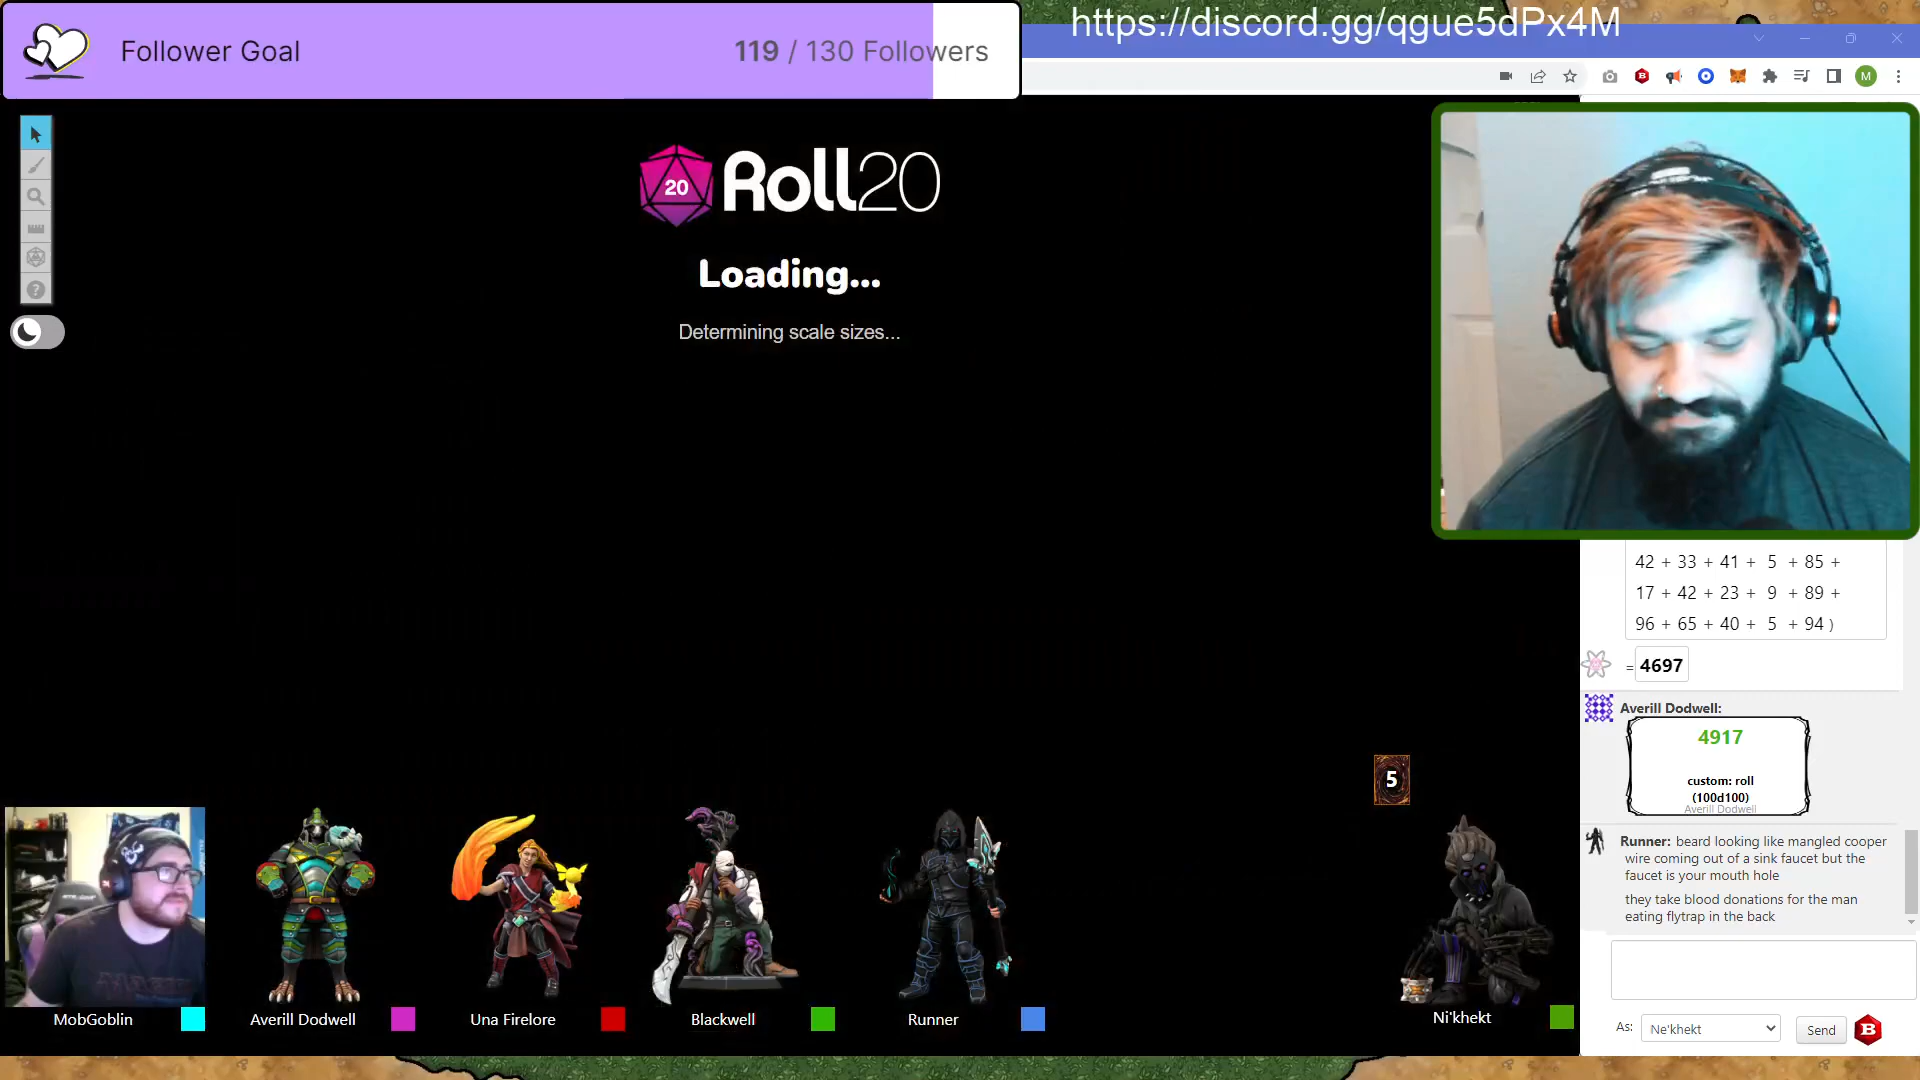 https://discord.gg/qgue5dPx4M
Follower Goal
119 / 130 Followers
M
20
Roll20
Loading...
Determining scale sizes...
42 + 33 + 41 + 5 + 85 +
17 + 42 + 23 + 9 + 89 +
96 + 65 + 40 + 5 + 94 )
= 4697
Averill Dodwell:
4917
custom: roll
(100d100)
Averill Dodwell
5
Runner: beard looking like mangled cooper
wire coming out of a sink faucet but the
faucet is your mouth hole
they take blood donations for the man
eating flytrap in the back
MobGoblin
Averill Dodwell
Una Firelore
Blackwell
Runner
Ni'khekt
As:
Ne'khekt
Send
B